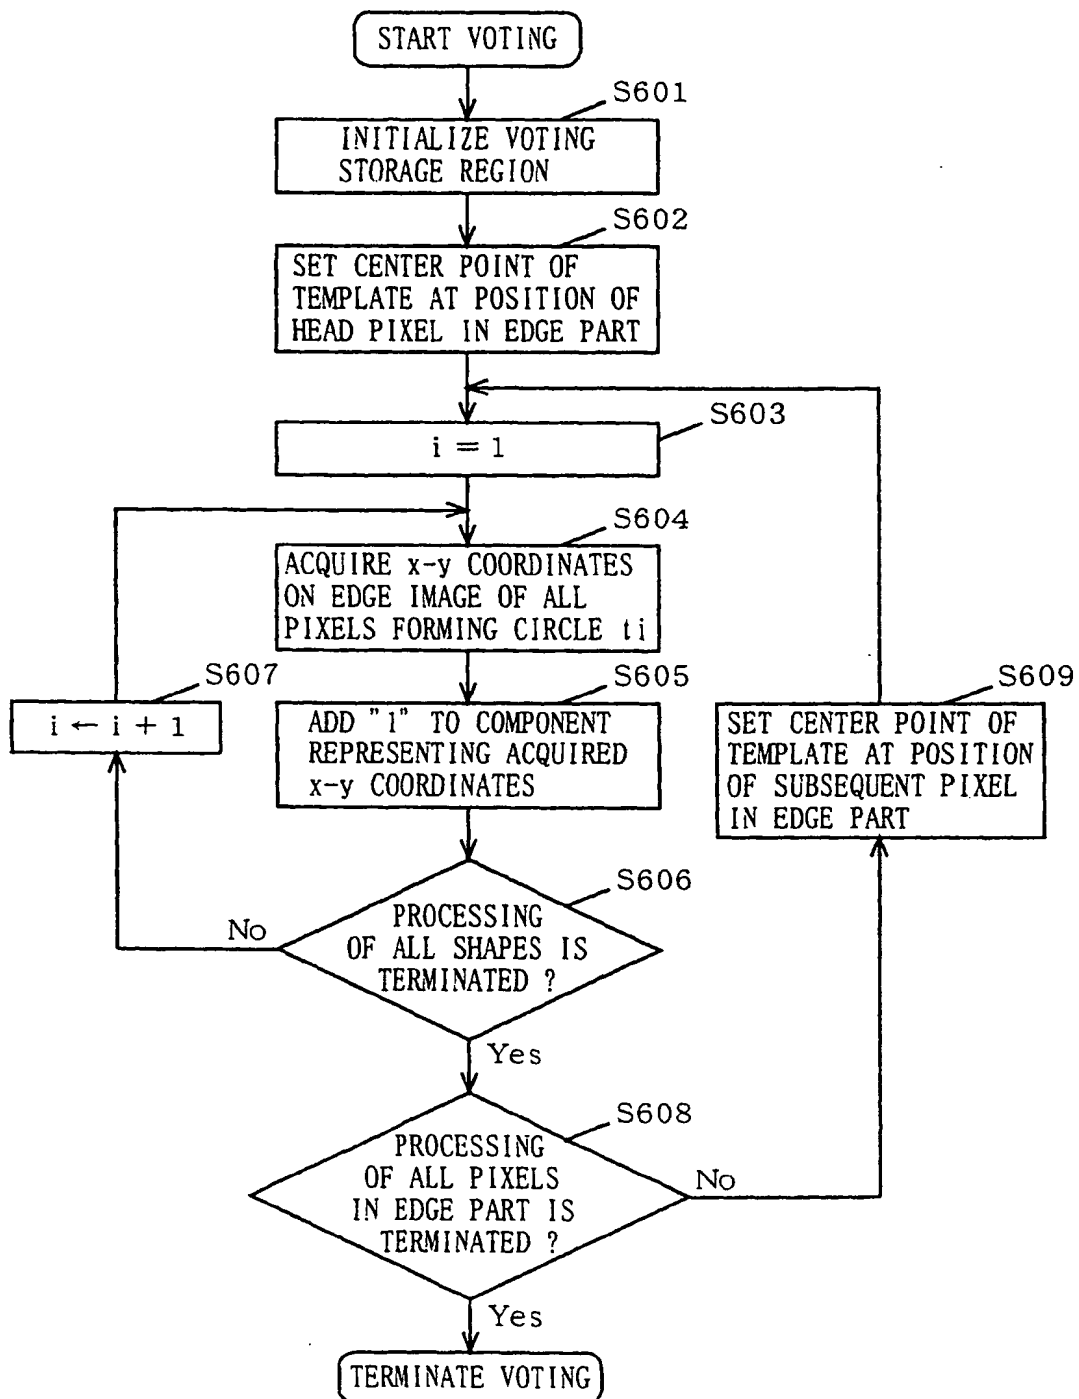 START VOTING
S601
INITIALIZE VOTING
STORAGE REGION
S602
SET CENTER POINT OF
TEMPLATE AT POSITION OF
HEAD PIXEL IN EDGE PART
S603
i = 1
S604
ACQUIRE x-y COORDINATES
ON EDGE IMAGE OF ALL
PIXELS FORMING CIRCLE ti
S607
i ← i + 1
S605
ADD "1" TO COMPONENT
REPRESENTING ACQUIRED
x-y COORDINATES
S609
SET CENTER POINT OF
TEMPLATE AT POSITION
OF SUBSEQUENT PIXEL
IN EDGE PART
S606
PROCESSING
OF ALL SHAPES IS
TERMINATED ?
No
Yes
S608
PROCESSING
OF ALL PIXELS
IN EDGE PART IS
TERMINATED ?
No
Yes
TERMINATE VOTING